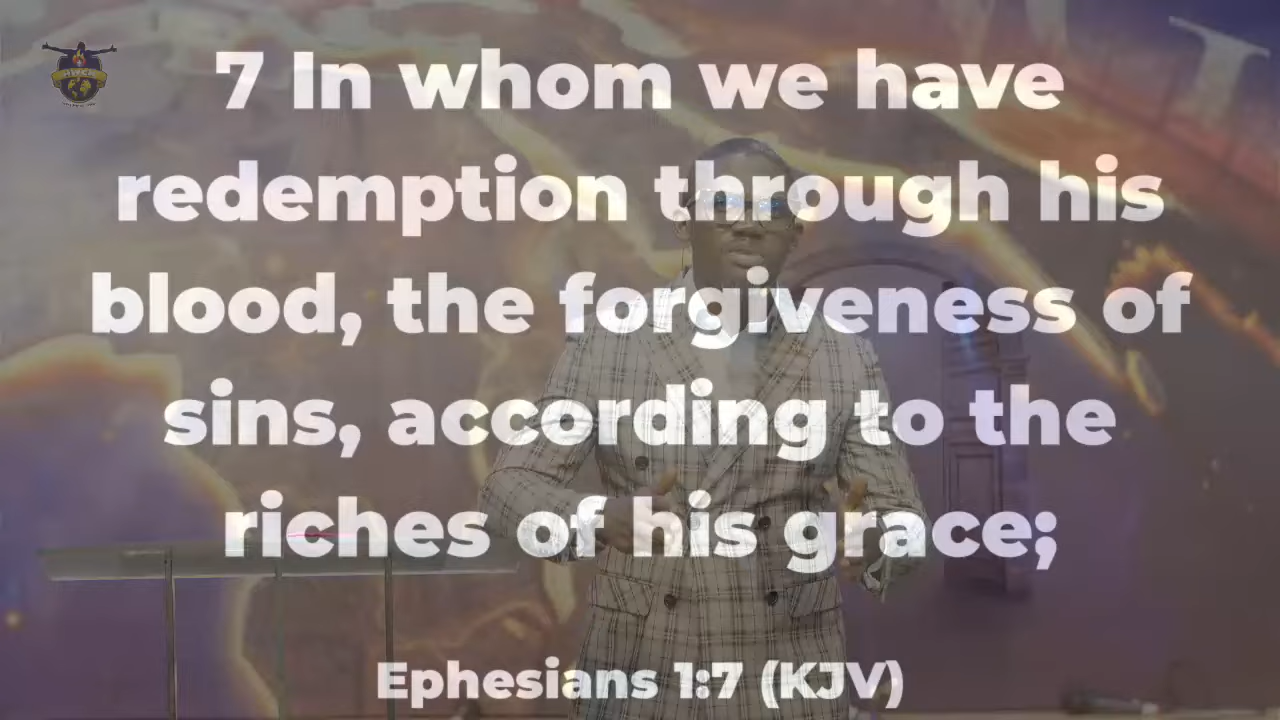 7 In whom we have
redemption through his
blood, the forgiveness of
sins, according to the
riches of his grace;
Ephesians 1:7 (KJV)